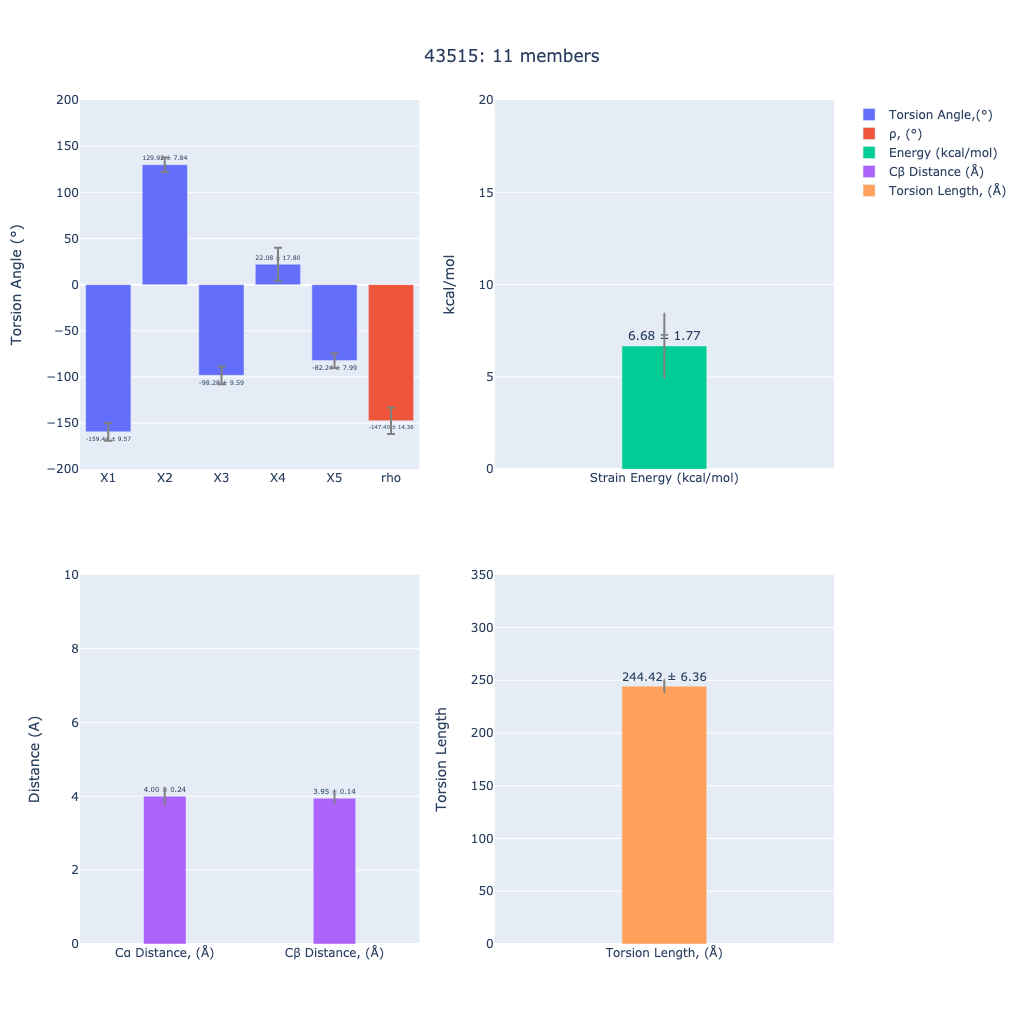 43515: 11 members
Torsion Angle (°)
200
150
100
50
0
−50
−100
−150
−200
129.92 ± 7.84
22.08 ± 17.80
-98.28 ± 9.59
-82.24 ± 7.99
-147.40 ± 14.36
± 9.57
X1 X2 X3 X4 X5 rho
kcal/mol
20
15
10
5
0
6.68 ± 1.77
Strain Energy (kcal/mol)
Torsion Angle,(°)
ρ, (°)
Energy (kcal/mol)
Cβ Distance (Å)
Torsion Length, (Å)
Distance (A)
10
8
6
4
2
0
4.00 ± 0.24
3.95 ± 0.14
Cα Distance, (Å) Cβ Distance, (Å)
Torsion Length
350
300
250
200
150
100
50
0
244.42 ± 6.36
Torsion Length, (Å)